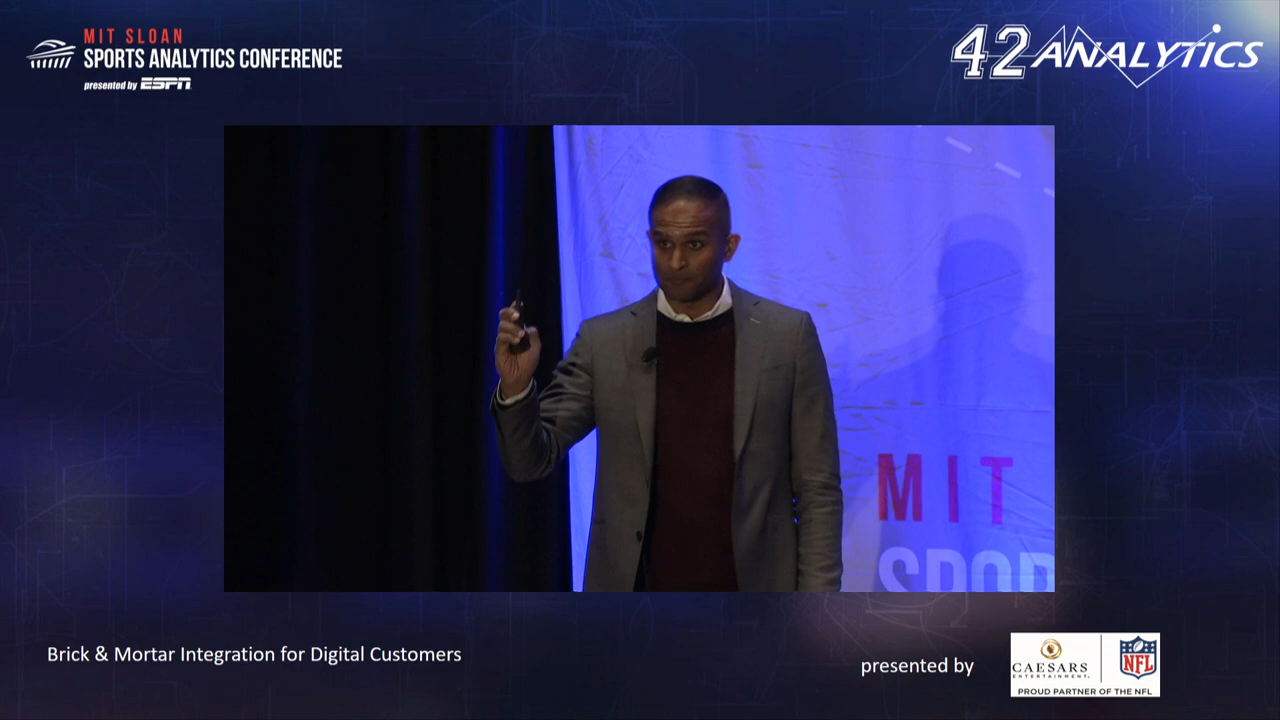 MIT SLOAN
SPORTS ANALYTICS CONFERENCE
presented by ESPN
42 ANALYTICS
MIT
SPOR
Brick & Mortar Integration for Digital Customers
presented by
CAESARS
ENTERTAINMENT.
NFL
PROUD PARTNER OF THE NFL